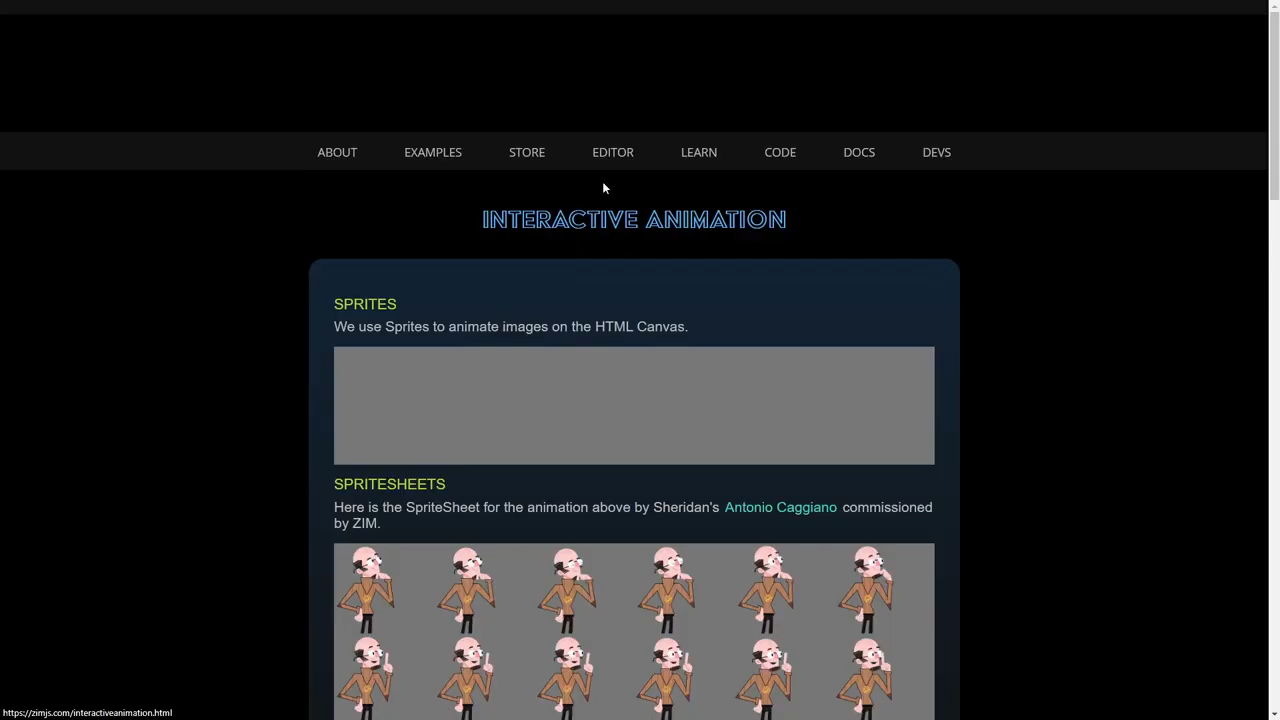 ABOUT EXAMPLES STORE EDITOR LEARN CODE DOCS DEVS
INTERACTIVE ANIMATION
SPRITES
We use Sprites to animate images on the HTML Canvas.
SPRITESHEETS
Here is the SpriteSheet for the animation above by Sheridan's Antonio Caggiano commissioned
by ZIM.
https://zimjs.com/interactiveanimation.html